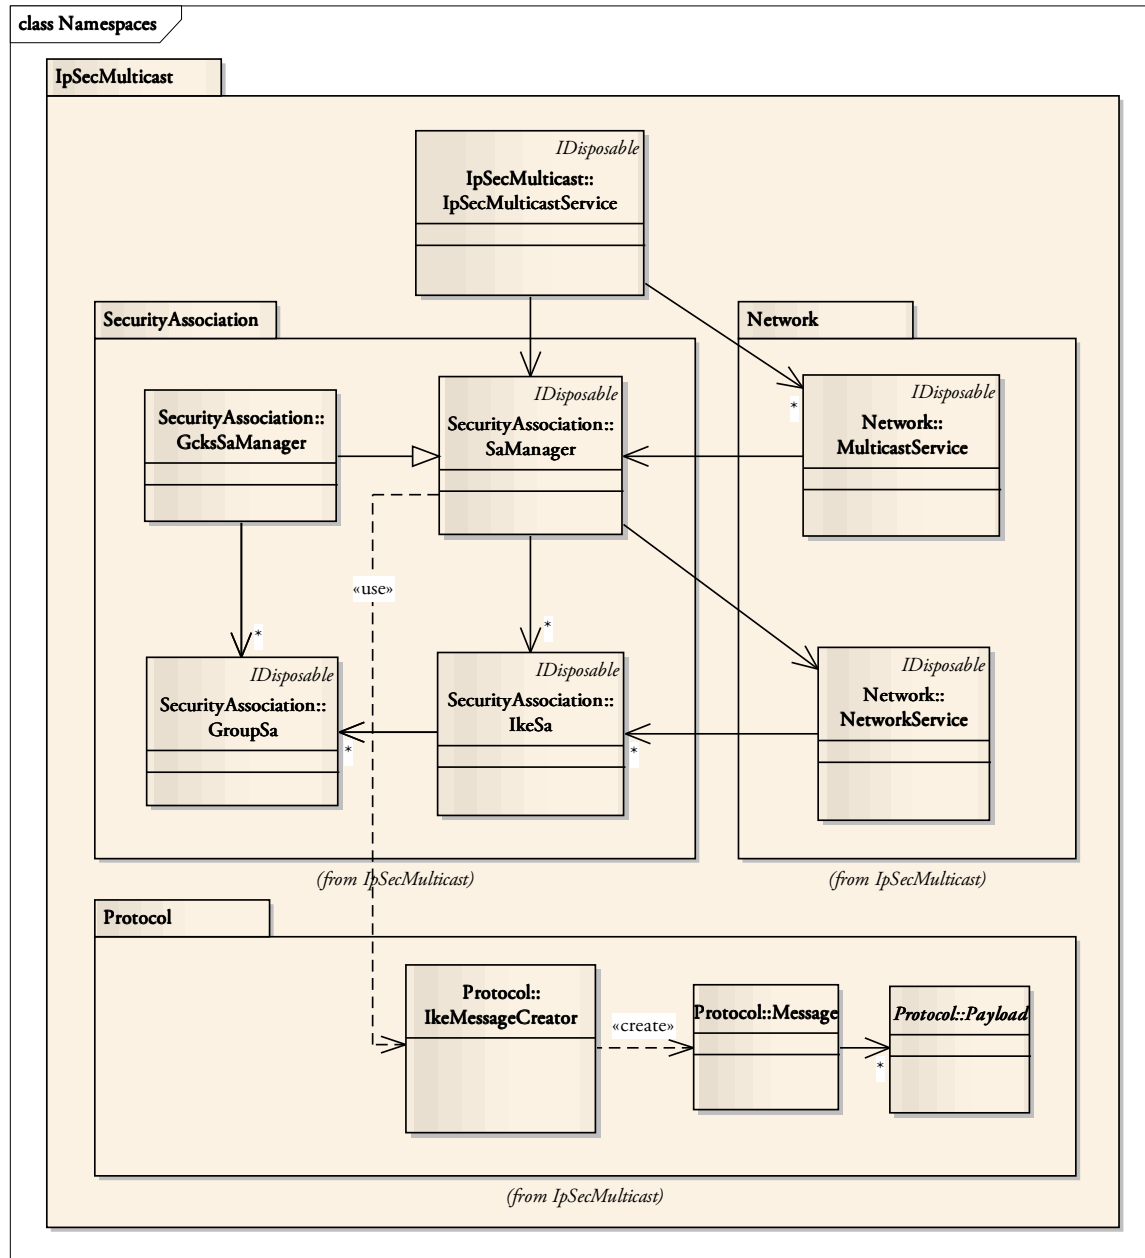 class Namespaces
IpSecMulticast
IDisposable
IpSecMulticast::
IpSecMulticastService
SecurityAssociation
Network
SecurityAssociation::
GcksSaManager
IDisposable
SecurityAssociation::
SaManager
IDisposable
Network::
MulticastService
*
«use»
*
*
IDisposable
SecurityAssociation::
GroupSa
*
IDisposable
SecurityAssociation::
IkeSa
*
IDisposable
Network::
NetworkService
(from IpSecMulticast)
(from IpSecMulticast)
Protocol
Protocol::
IkeMessageCreator
«create»
Protocol::Message
*
Protocol::Payload
(from IpSecMulticast)